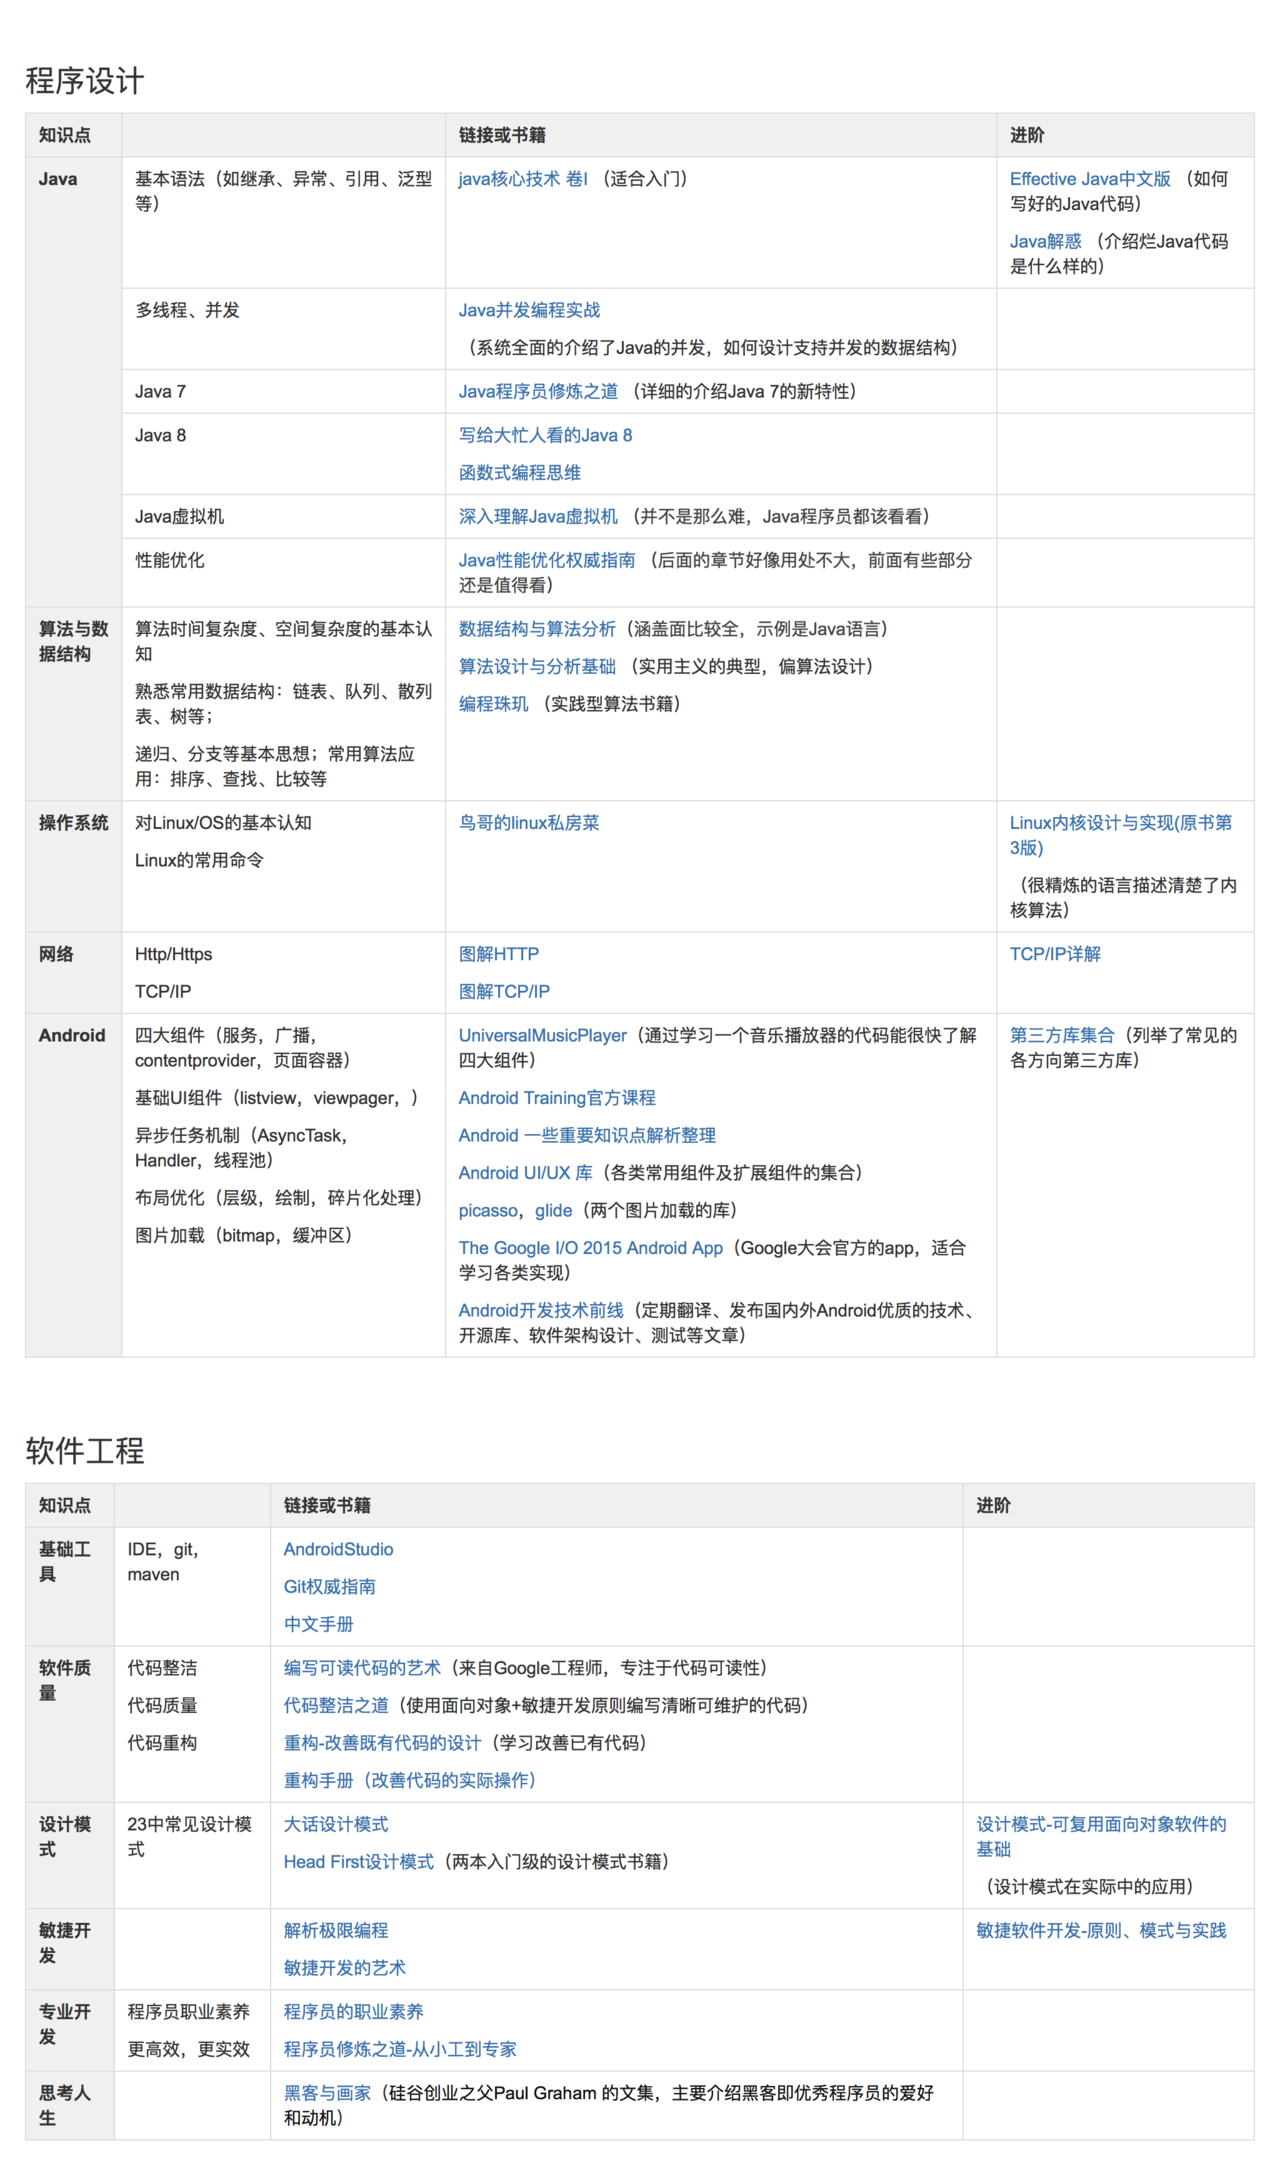 程序设计
知识点
链接或书籍
进阶
Java
基本语法（如继承、异常、引用、泛型
等）
java核心技术 卷I （适合入门）
Effective Java中文版 （如何
写好的Java代码）
Java解惑 （介绍烂Java代码
是什么样的）
多线程、并发
Java并发编程实战
（系统全面的介绍了Java的并发，如何设计支持并发的数据结构）
Java 7
Java程序员修炼之道 （详细的介绍Java 7的新特性）
Java 8
写给大忙人看的Java 8
函数式编程思维
Java虚拟机
深入理解Java虚拟机 （并不是那么难，Java程序员都该看看）
性能优化
Java性能优化权威指南 （后面的章节好像用处不大，前面有些部分
还是值得看）
算法与数
据结构
算法时间复杂度、空间复杂度的基本认
知
熟悉常用数据结构：链表、队列、散列
表、树等；
递归、分支等基本思想；常用算法应
用：排序、查找、比较等
数据结构与算法分析（涵盖面比较全，示例是Java语言）
算法设计与分析基础 （实用主义的典型，偏算法设计）
编程珠玑 （实践型算法书籍）
操作系统
对Linux/OS的基本认知
Linux的常用命令
鸟哥的linux私房菜
Linux内核设计与实现(原书第
3版)
（很精炼的语言描述清楚了内
核算法）
网络
Http/Https
TCP/IP
图解HTTP
图解TCP/IP
TCP/IP详解
Android
四大组件（服务，广播，
contentprovider，页面容器）
基础UI组件（listview，viewpager，）
异步任务机制（AsyncTask，
Handler，线程池）
布局优化（层级，绘制，碎片化处理）
图片加载（bitmap，缓冲区）
UniversalMusicPlayer（通过学习一个音乐播放器的代码能很快了解
四大组件）
Android Training官方课程
Android 一些重要知识点解析整理
Android UI/UX 库（各类常用组件及扩展组件的集合）
picasso，glide（两个图片加载的库）
The Google I/O 2015 Android App（Google大会官方的app，适合
学习各类实现）
Android开发技术前线（定期翻译、发布国内外Android优质的技术、
开源库、软件架构设计、测试等文章）
第三方库集合（列举了常见的
各方向第三方库）
软件工程
知识点
链接或书籍
进阶
基础工
具
IDE，git，
maven
AndroidStudio
Git权威指南
中文手册
软件质
量
代码整洁
代码质量
代码重构
编写可读代码的艺术（来自Google工程师，专注于代码可读性）
代码整洁之道（使用面向对象+敏捷开发原则编写清晰可维护的代码）
重构-改善既有代码的设计（学习改善已有代码）
重构手册（改善代码的实际操作）
设计模
式
23中常见设计模
式
大话设计模式
Head First设计模式（两本入门级的设计模式书籍）
设计模式-可复用面向对象软件的
基础
（设计模式在实际中的应用）
敏捷开
发
解析极限编程
敏捷开发的艺术
敏捷软件开发-原则、模式与实践
专业开
发
程序员职业素养
更高效，更实效
程序员的职业素养
程序员修炼之道-从小工到专家
思考人
生
黑客与画家（硅谷创业之父Paul Graham 的文集，主要介绍黑客即优秀程序员的爱好
和动机）